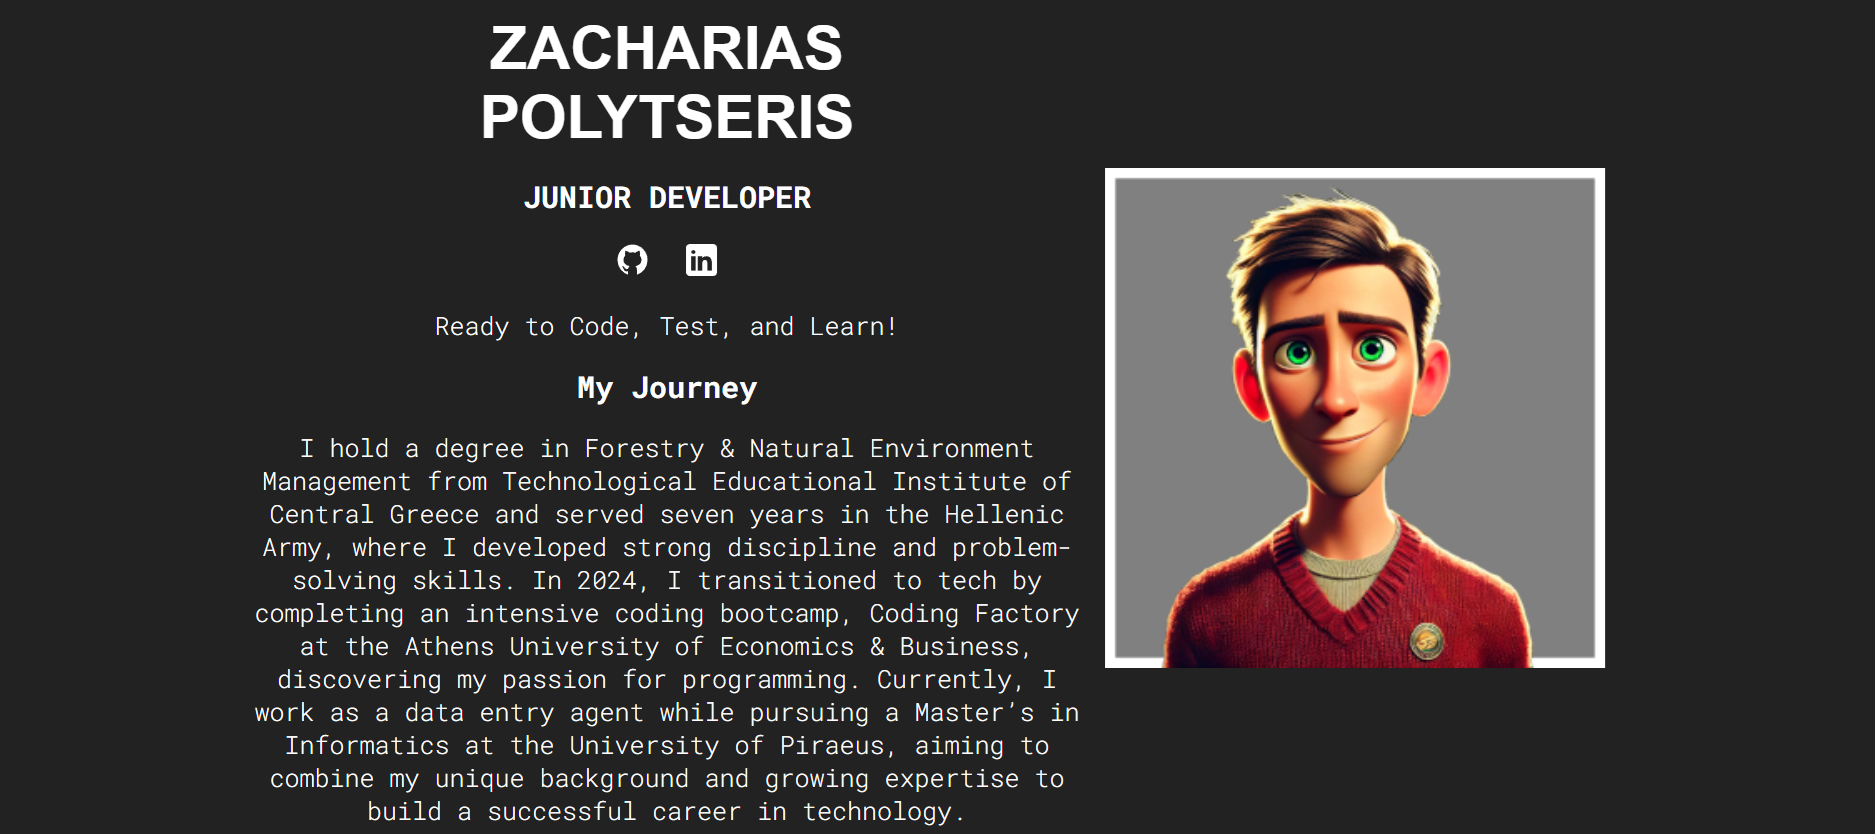 ZACHARIAS
POLYTSERIS
JUNIOR DEVELOPER
in
Ready to Code, Test, and Learn!
My Journey
I hold a degree in Forestry & Natural Environment
Management from Technological Educational Institute of
Central Greece and served seven years in the Hellenic
Army, where I developed strong discipline and problem-
solving skills. In 2024, I transitioned to tech by
completing an intensive coding bootcamp, Coding Factory
at the Athens University of Economics & Business,
discovering my passion for programming. Currently, I
work as a data entry agent while pursuing a Master's in
Informatics at the University of Piraeus, aiming to
combine my unique background and growing expertise to
build a successful career in technology.